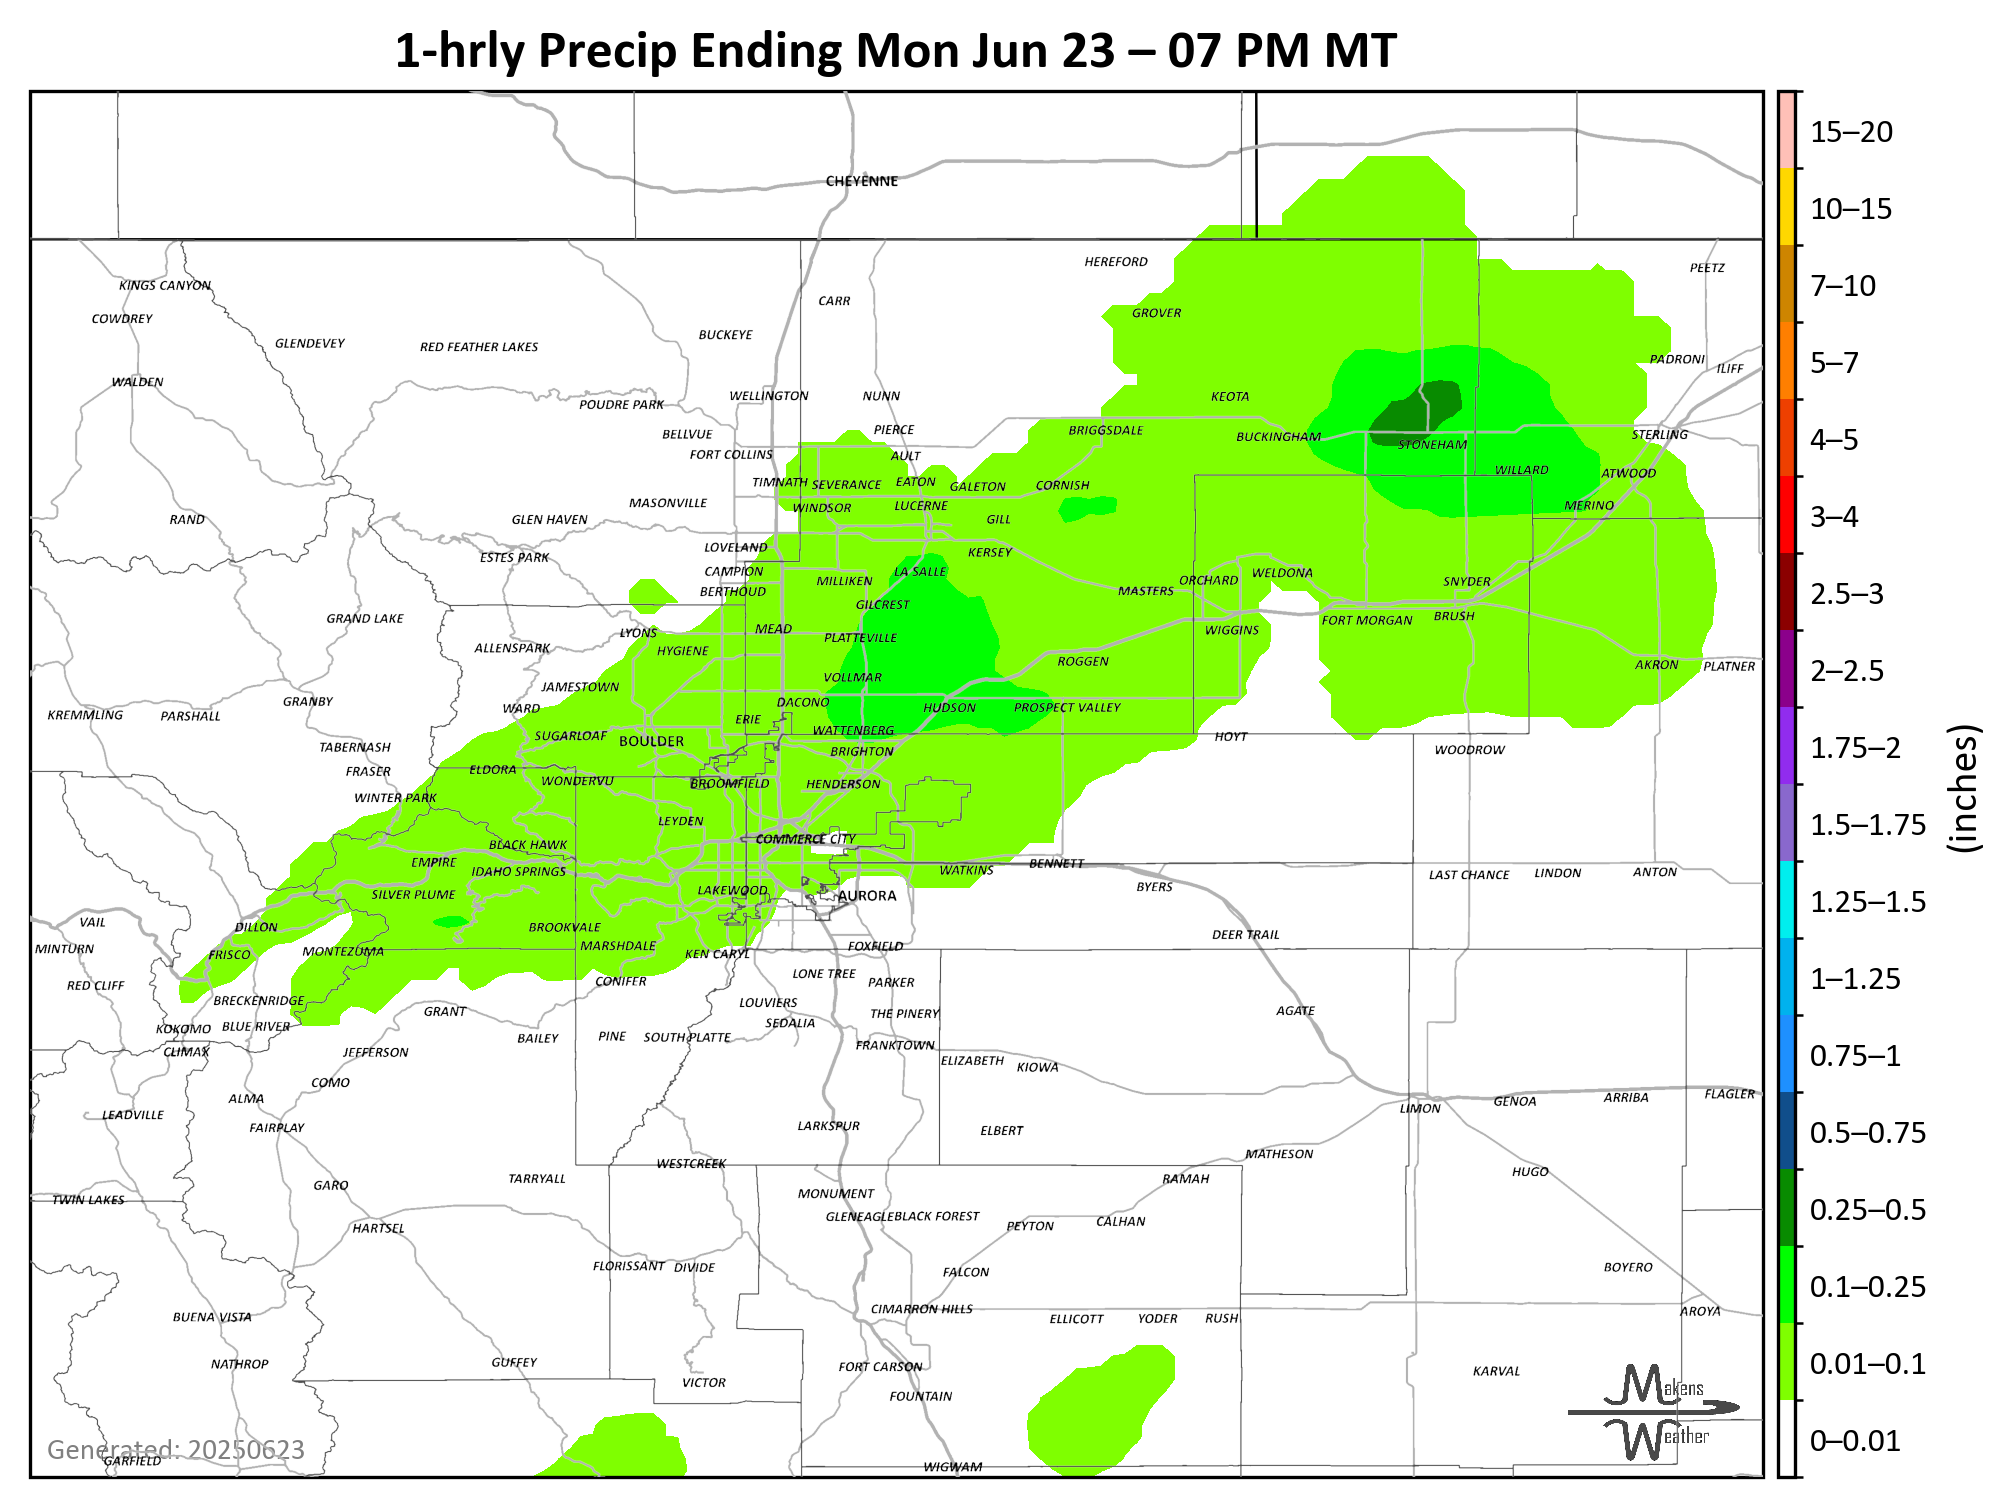 1-hrly Precip Ending Mon Jun 23 – 07 PM MT
CHEYENNE
HEREFORD
PEETZ
KINGS CANYON
CARR
COWDREY
GROVER
BUCKEYE
GLENDEVEY
RED FEATHER LAKES
PADRONI
ILIFF
WALDEN
WELLINGTON
NUNN
KEOTA
POUDRE PARK
BELLVUE
PIERCE
BRIGGSDALE
BUCKINGHAM
STONEHAM
STERLING
FORT COLLINS
AULT
WILLARD
ATWOOD
TIMNATH
SEVERANCE
EATON
GALETON
CORNISH
MASONVILLE
WINDSOR
LUCERNE
MERINO
RAND
GLEN HAVEN
GILL
LOVELAND
KERSEY
ESTES PARK
CAMPION
LA SALLE
MILLIKEN
ORCHARD
WELDONA
SNYDER
BERTHOUD
MASTERS
GILCREST
GRAND LAKE
LYONS
MEAD
PLATTEVILLE
WIGGINS
FORT MORGAN
BRUSH
ALLENSPARK
HYGIENE
ROGGEN
AKRON
PLATNER
JAMESTOWN
VOLLMAR
GRANBY
WARD
DACONO
HUDSON
PROSPECT VALLEY
KREMMLING
PARSHALL
ERIE
SUGARLOAF
BOULDER
WATTENBERG
HOYT
TABERNASH
BRIGHTON
WOODROW
FRASER
ELDORA
WONDERVU
BROOMFIELD
HENDERSON
WINTER PARK
LEYDEN
BLACK HAWK
COMMERCE CITY
EMPIRE
IDAHO SPRINGS
WATKINS
BENNETT
BYERS
LAST CHANCE
LINDON
ANTON
SILVER PLUME
LAKEWOOD
AURORA
VAIL
DILLON
BROOKVALE
DEER TRAIL
MINTURN
FRISCO
MONTEZUMA
MARSHDALE
KEN CARYL
FOXFIELD
RED CLIFF
CONIFER
LONE TREE
PARKER
BRECKENRIDGE
GRANT
LOUVIERS
THE PINERY
AGATE
KOKOMO
BLUE RIVER
BAILEY
PINE
SOUTH PLATTE
SEDALIA
CLIMAX
JEFFERSON
FRANKTOWN
ELIZABETH
KIOWA
COMO
ALMA
LEADVILLE
FAIRPLAY
LARKSPUR
ELBERT
LIMON
GENOA
ARRIBA
FLAGLER
WESTCREEK
MATHESON
TWIN LAKES
GARO
TARRYALL
MONUMENT
RAMAH
HUGO
HARTSEL
GLENEAGLE
BLACK FOREST
PEYTON
CALHAN
FLORISSANT
DIVIDE
FALCON
BOYERO
BUENA VISTA
CIMARRON HILLS
ELLICOTT
YODER
RUSH
AROYA
NATHROP
GUFFEY
VICTOR
FORT CARSON
FOUNTAIN
KARVAL
Makens
Weather
Generated: 20250623
GARFIELD
WIGWAM
15–20
10–15
7–10
5–7
4–5
3–4
2.5–3
2–2.5
1.75–2
1.5–1.75
1.25–1.5
1–1.25
0.75–1
0.5–0.75
0.25–0.5
0.1–0.25
0.01–0.1
0–0.01
(inches)